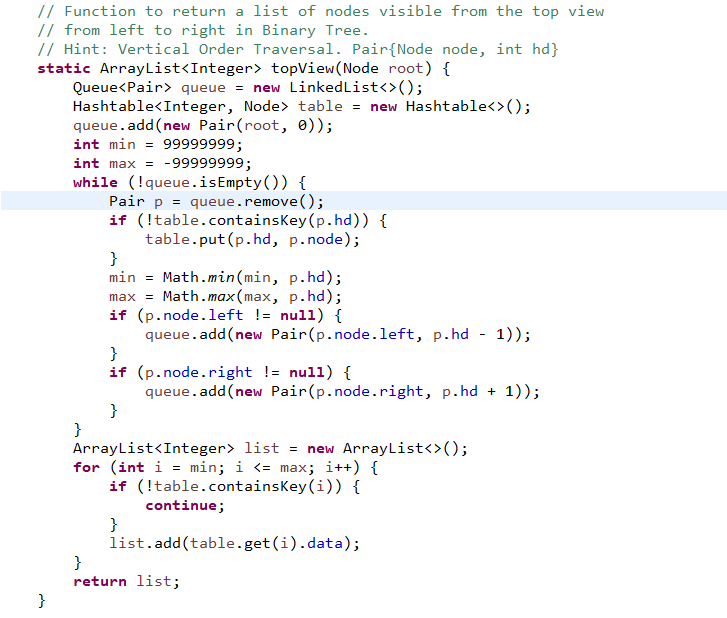 // Function to return a list of nodes visible from the top view
// from left to right in Binary Tree.
// Hint: Vertical Order Traversal. Pair{Node node, int hd}
static ArrayList<Integer> topView(Node root) {
    Queue<Pair> queue = new LinkedList<>();
    Hashtable<Integer, Node> table = new Hashtable<>();
    queue.add(new Pair(root, 0));
    int min = 99999999;
    int max = -99999999;
    while (!queue.isEmpty()) {
        Pair p = queue.remove();
        if (!table.containsKey(p.hd)) {
            table.put(p.hd, p.node);
        }
        min = Math.min(min, p.hd);
        max = Math.max(max, p.hd);
        if (p.node.left != null) {
            queue.add(new Pair(p.node.left, p.hd - 1));
        }
        if (p.node.right != null) {
            queue.add(new Pair(p.node.right, p.hd + 1));
        }
    }
    ArrayList<Integer> list = new ArrayList<>();
    for (int i = min; i <= max; i++) {
        if (!table.containsKey(i)) {
            continue;
        }
        list.add(table.get(i).data);
    }
    return list;
}